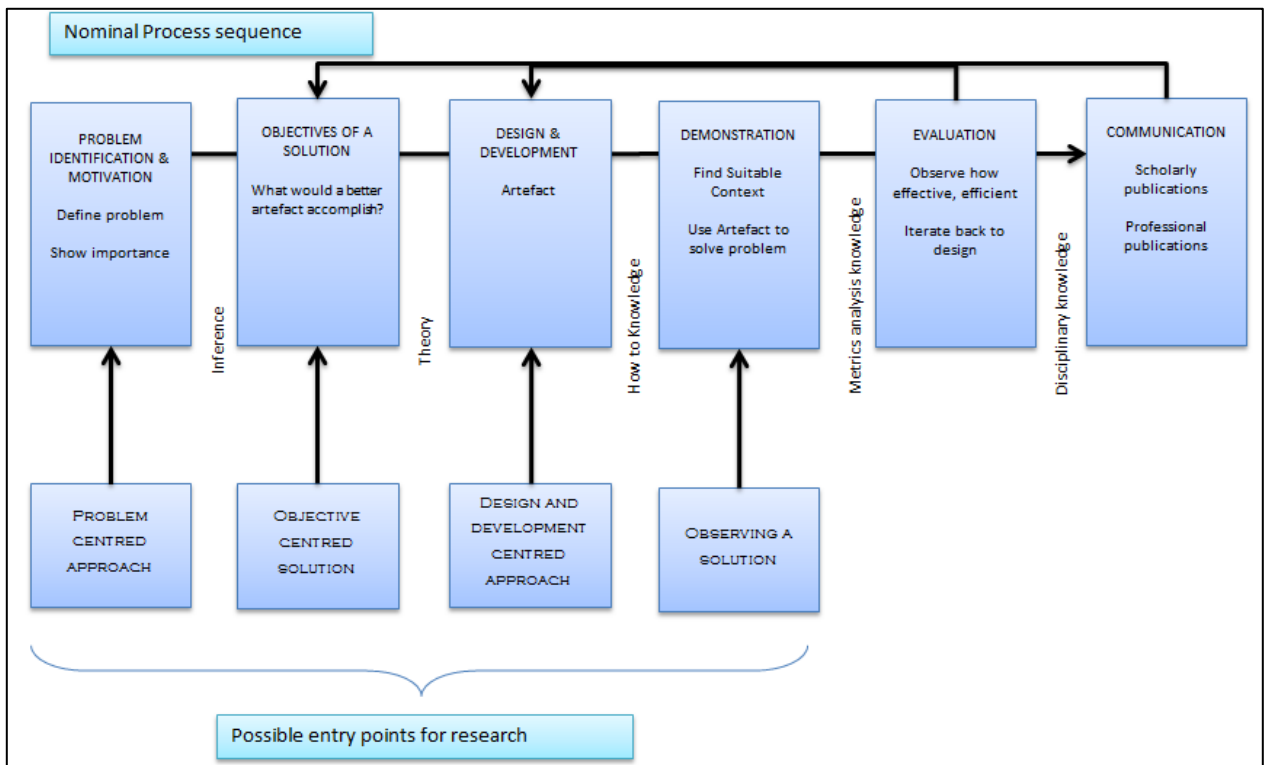 Nominal Process sequence
PROBLEM
IDENTIFICATION &
MOTIVATION
Define problem
Show importance
Inference
OBJECTIVES OF A
SOLUTION
What would a better
artefact accomplish?
Theory
DESIGN &
DEVELOPMENT
Artefact
How to Knowledge
DEMONSTRATION
Find Suitable
Context
Use Artefact to
solve problem
Metrics analysis knowledge
EVALUATION
Observe how
effective, efficient
Iterate back to
design
Disciplinary knowledge
COMMUNICATION
Scholarly
publications
Professional
publications
PROBLEM
CENTRED
APPROACH
OBJECTIVE
CENTRED
SOLUTION
DESIGN AND
DEVELOPMENT
CENTRED
APPROACH
OBSERVING A
SOLUTION
Possible entry points for research